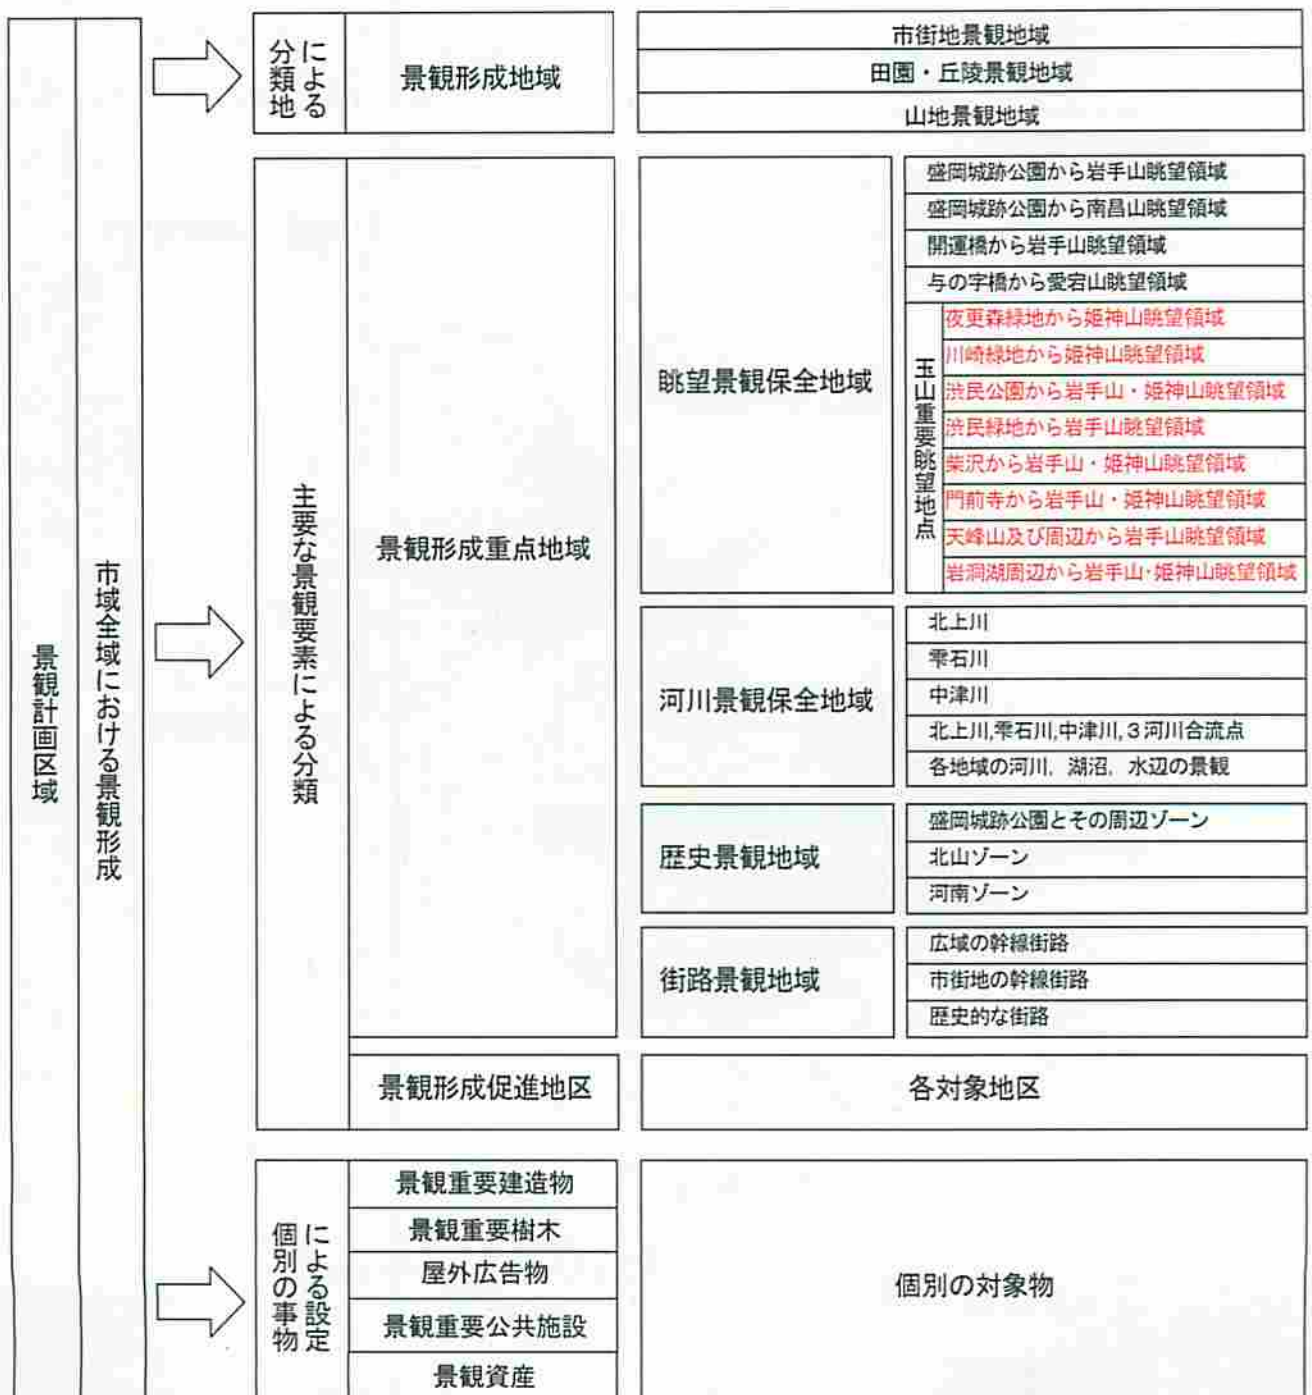 景観計画区域
市域全域における景観形成
分類地
による
景観形成地域
市街地景観地域
田園・丘陵景観地域
山地景観地域
主要な景観要素による分類
景観形成重点地域
眺望景観保全地域
盛岡城跡公園から岩手山眺望領域
盛岡城跡公園から南昌山眺望領域
開運橋から岩手山眺望領域
与の字橋から愛宕山眺望領域
玉山重要眺望地点
夜更森緑地から姫神山眺望領域
川崎緑地から姫神山眺望領域
渋民公園から岩手山・姫神山眺望領域
渋民緑地から岩手山眺望領域
柴沢から岩手山・姫神山眺望領域
門前寺から岩手山・姫神山眺望領域
天峰山及び周辺から岩手山眺望領域
岩洞湖周辺から岩手山・姫神山眺望領域
河川景観保全地域
北上川
雫石川
中津川
北上川,雫石川,中津川,3河川合流点
各地域の河川，湖沼，水辺の景観
歴史景観地域
盛岡城跡公園とその周辺ゾーン
北山ゾーン
河南ゾーン
街路景観地域
広域の幹線街路
市街地の幹線街路
歴史的な街路
景観形成促進地区
各対象地区
個別の事物
による設定
景観重要建造物
景観重要樹木
屋外広告物
景観重要公共施設
景観資産
個別の対象物